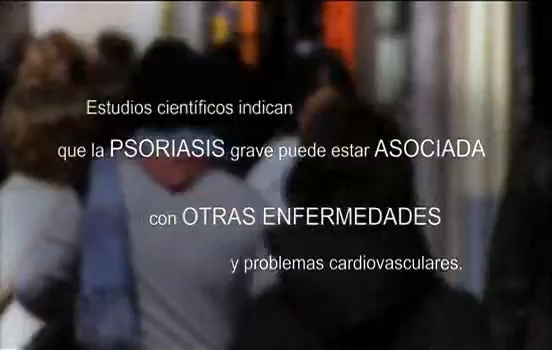 Estudios científicos indican
que la PSORIASIS grave puede estar ASOCIADA
con OTRAS ENFERMEDADES
y problemas cardiovasculares.